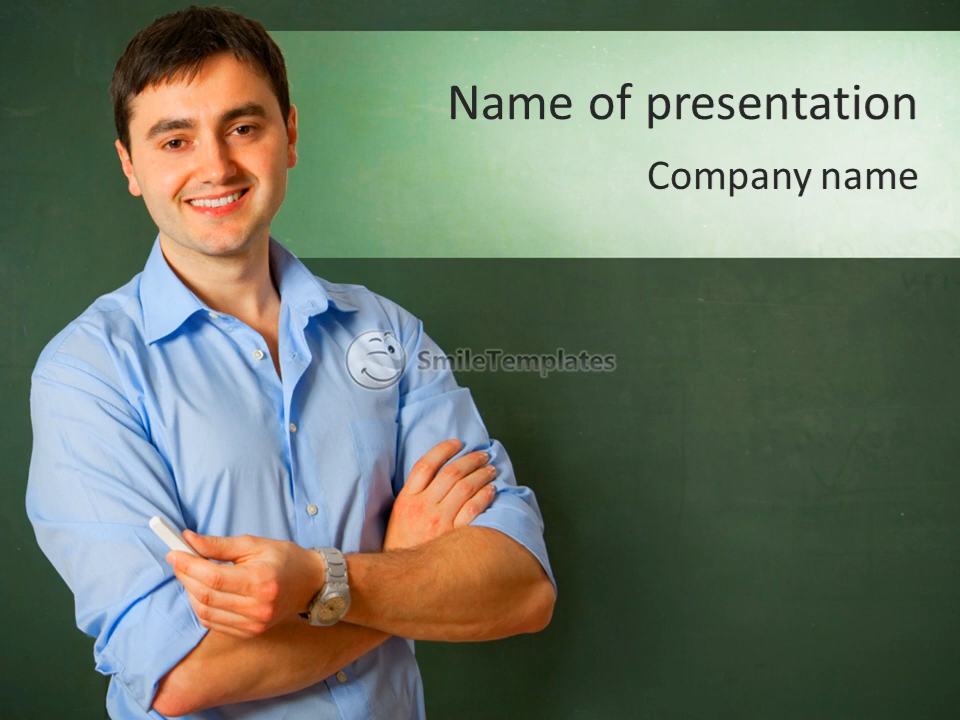 Name of presentation
Company name
SmileTemplates